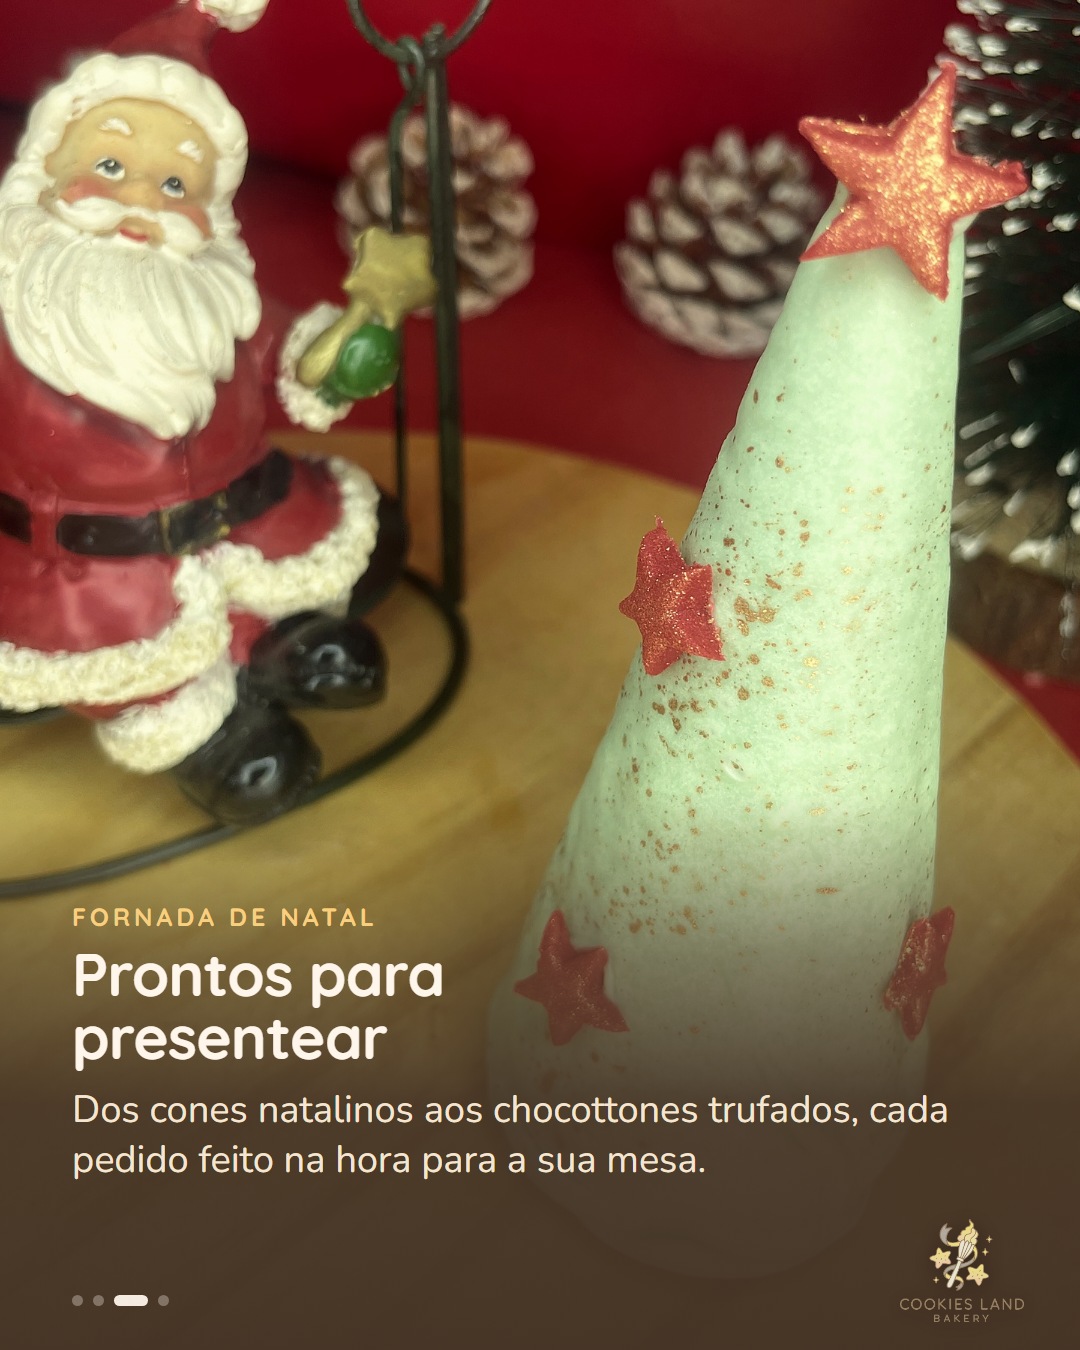 FORNADA DE NATAL
Prontos para
presentear
Dos cones natalinos aos chocottones trufados, cada
pedido feito na hora para a sua mesa.
COOKIES LAND
BAKERY